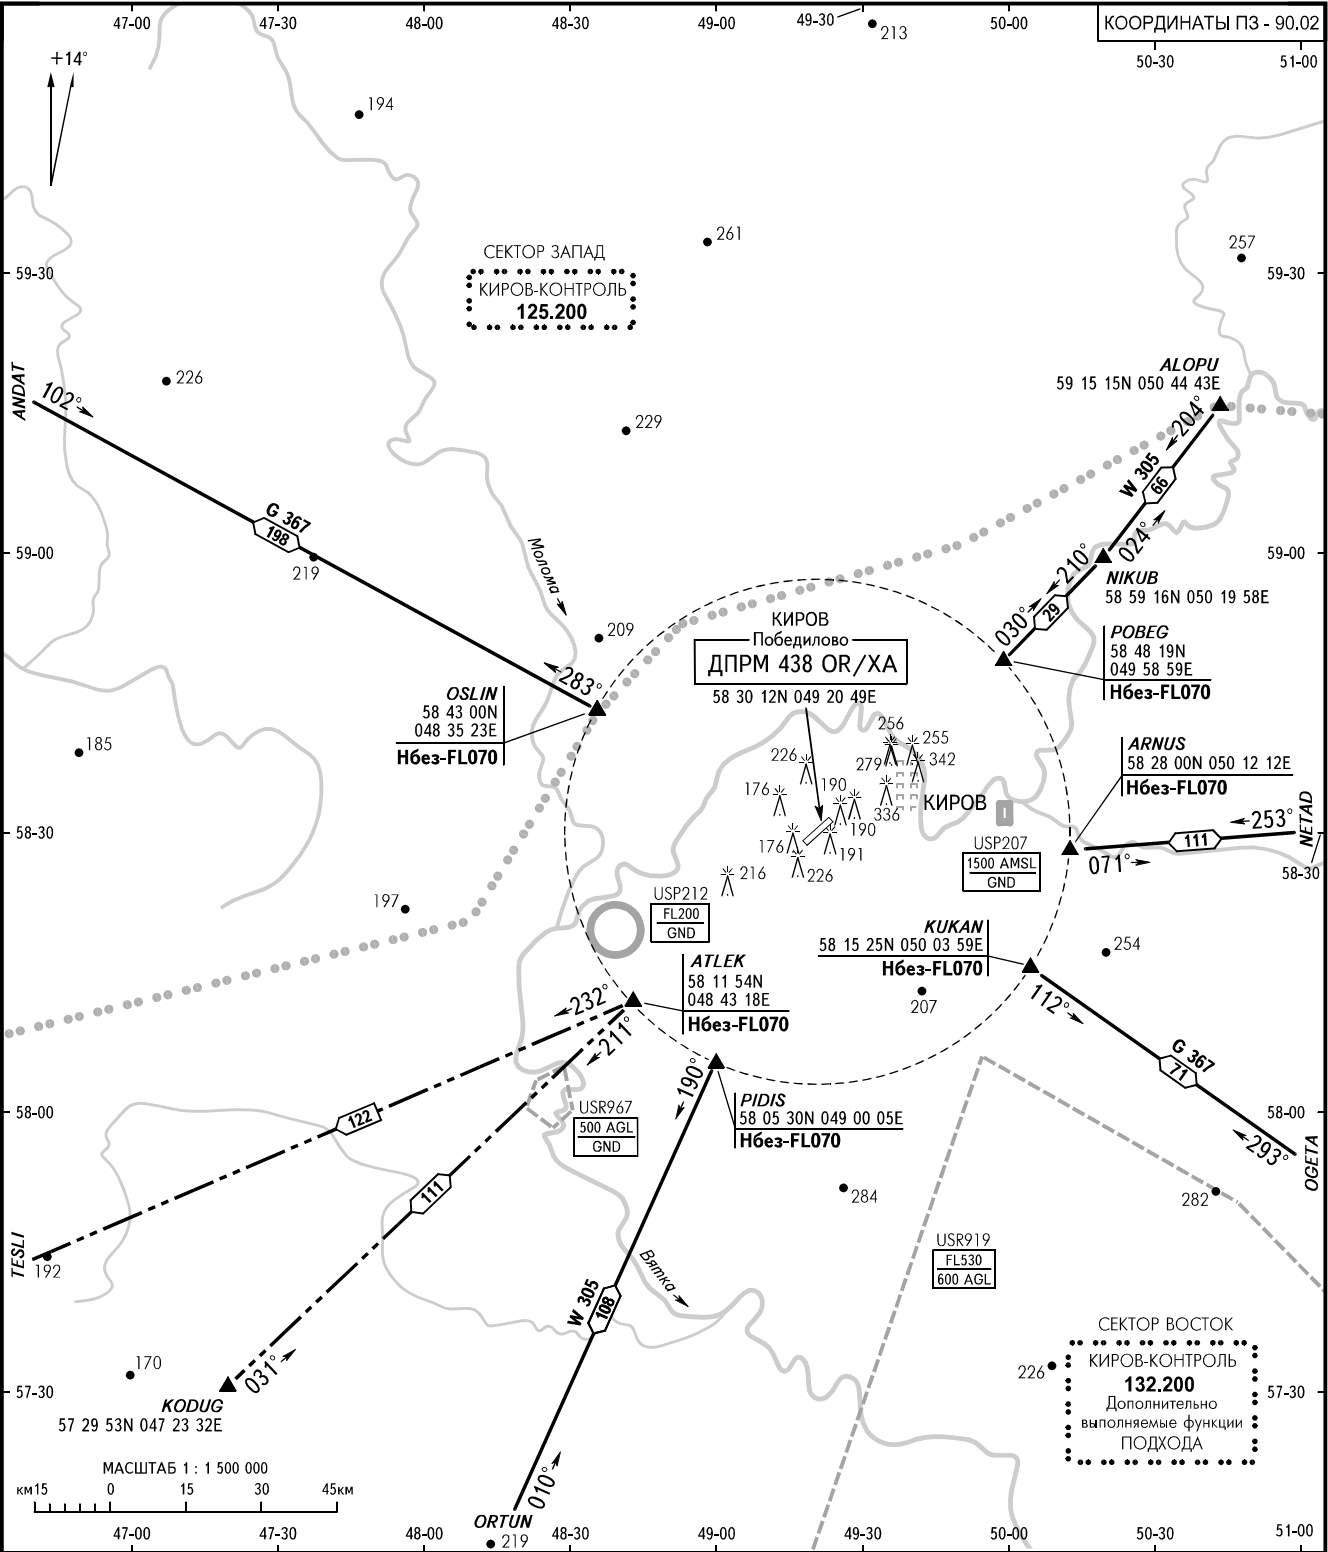 47-00
47-30
48-00
48-30
49-00
49-30
50-00
КООРДИНАТЫ ПЗ - 90.02
50-30
51-00
+14°
213
194
261
257
СЕКТОР ЗАПАД
КИРОВ-КОНТРОЛЬ
125.200
59-30
59-30
ANDAT
102°
226
229
ALOPU
59 15 15N 050 44 43E
204°
W 305
66
024°
G 367
198
219
59-00
59-00
Молома
210°
NIKUB
58 59 16N 050 19 58E
030°
29
209
КИРОВ
Победилово
ДПРМ 438 OR/XA
58 30 12N 049 20 49E
POBEG
58 48 19N
049 58 59E
Нбез-FL070
283°
OSLIN
58 43 00N
048 35 23E
Нбез-FL070
185
256
255
279
342
226
176
190
336
КИРОВ
190
176
191
226
216
ARNUS
58 28 00N 050 12 12E
Нбез-FL070
253°
NETAD
111
071°
58-30
58-30
USP207
1500 AMSL
GND
USP212
FL200
GND
197
KUKAN
58 15 25N 050 03 59E
Нбез-FL070
254
207
112°
ATLEK
58 11 54N
048 43 18E
Нбез-FL070
232°
211°
190°
G 367
71
293°
OGETA
58-00
58-00
USR967
500 AGL
GND
PIDIS
58 05 30N 049 00 05E
Нбез-FL070
122
111
284
282
TESLI
192
USR919
FL530
600 AGL
Вятка
W 305
108
СЕКТОР ВОСТОК
КИРОВ-КОНТРОЛЬ
132.200
Дополнительно
выполняемые функции
ПОДХОДА
226
170
031°
57-30
57-30
KODUG
57 29 53N 047 23 32E
МАСШТАБ 1 : 1 500 000
км15
0
15
30
45км
010°
ORTUN
219
47-00
47-30
48-00
48-30
49-00
49-30
50-00
50-30
51-00